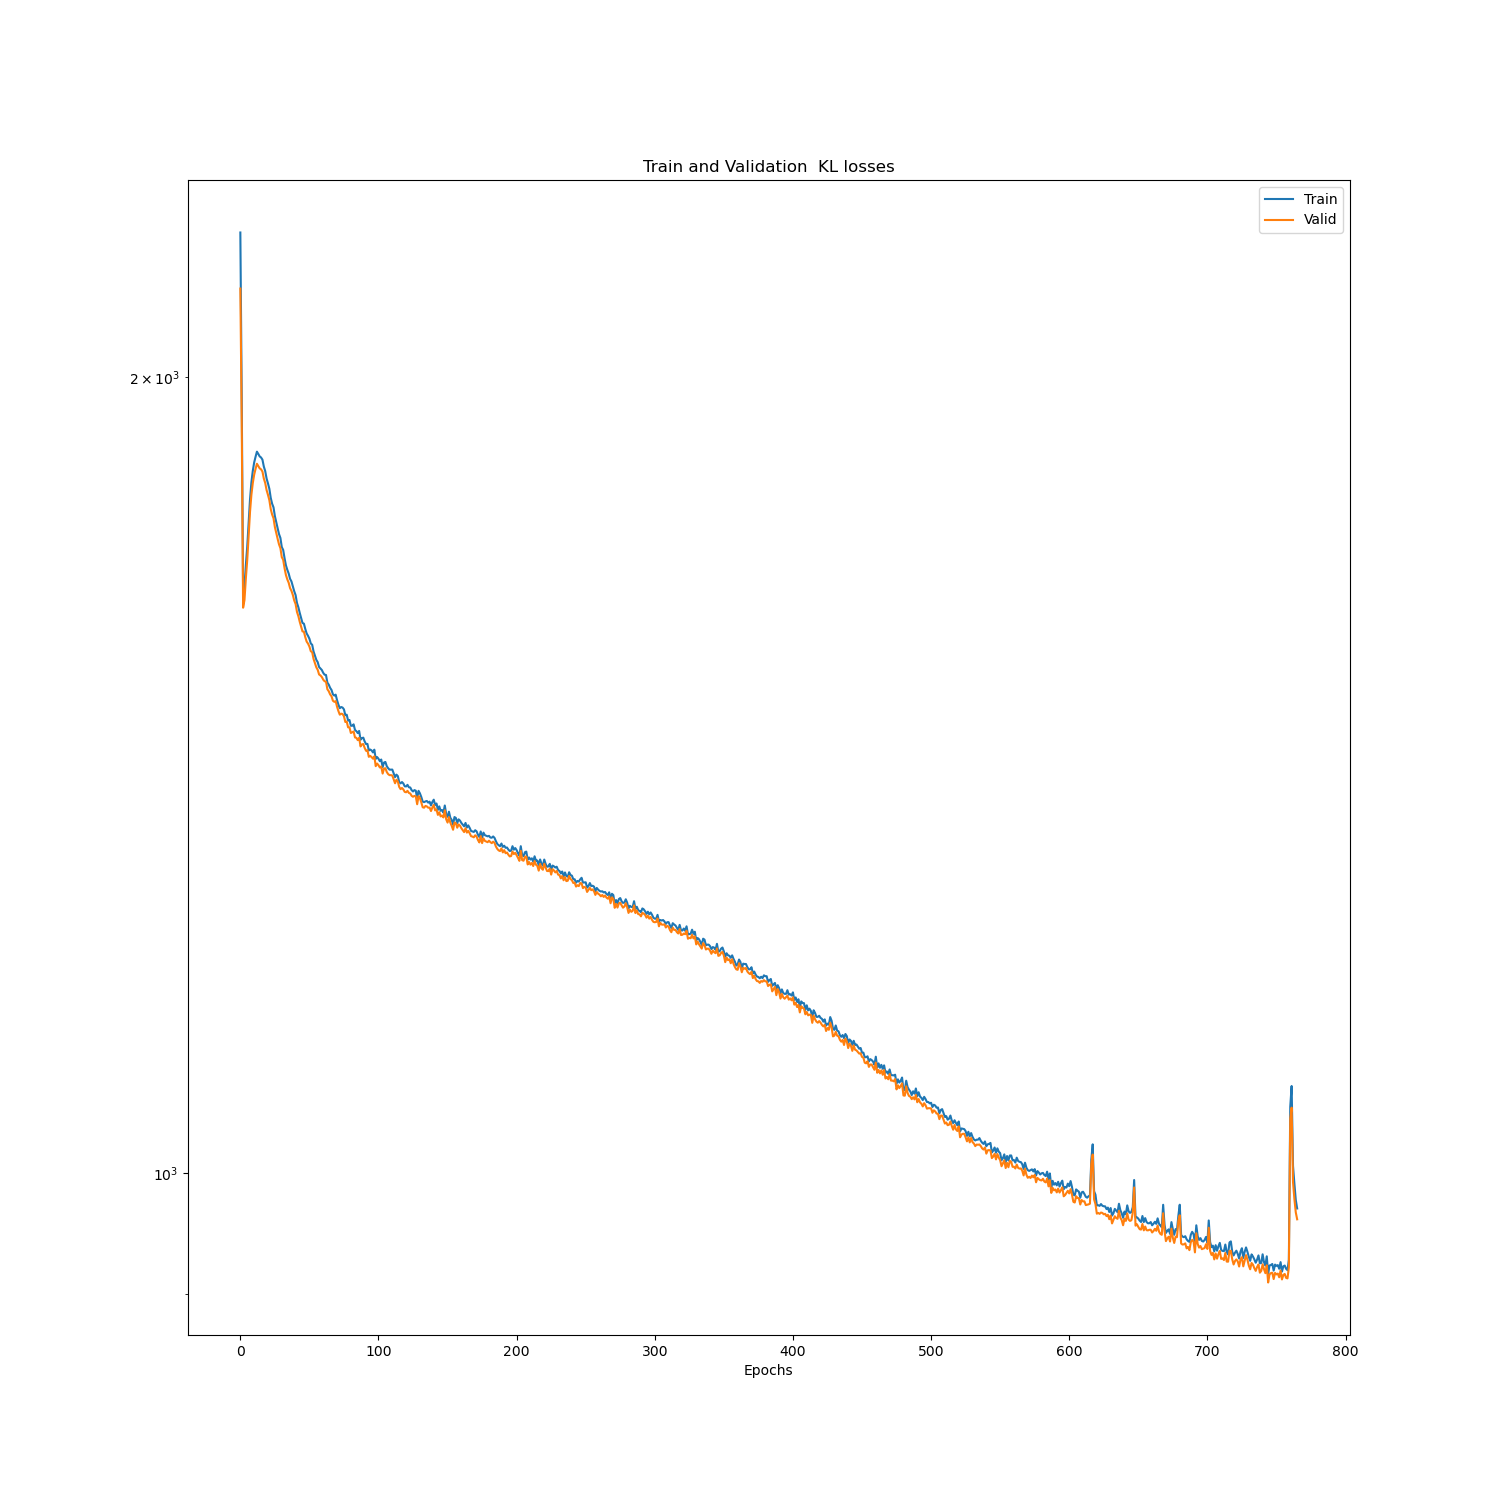 Train and Validation  KL losses
Train
Valid
2 × 10³
10³
0 100 200 300 400 500 600 700 800
Epochs